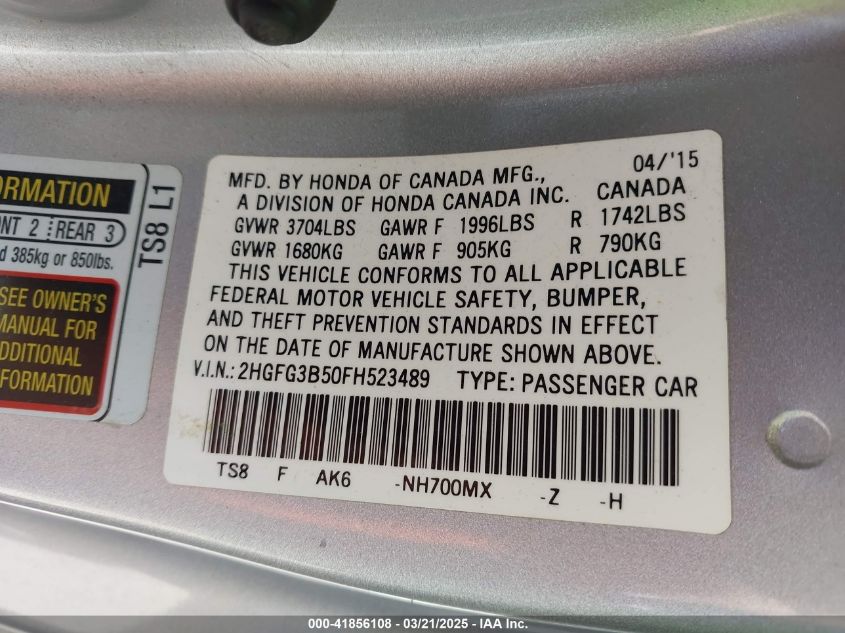 ORMATION
NT 2 REAR 3
d 385kg or 850lbs.
SEE OWNER'S
MANUAL FOR
DDITIONAL
FORMATION
TS8 L1
04/'15
MFD. BY HONDA OF CANADA MFG.,
A DIVISION OF HONDA CANADA INC. CANADA
GVWR 3704LBS GAWR F 1996LBS R 1742LBS
GVWR 1680KG GAWR F 905KG R 790KG
THIS VEHICLE CONFORMS TO ALL APPLICABLE
FEDERAL MOTOR VEHICLE SAFETY, BUMPER,
AND THEFT PREVENTION STANDARDS IN EFFECT
ON THE DATE OF MANUFACTURE SHOWN ABOVE.
V.I.N.: 2HGFG3B50FH523489 TYPE: PASSENGER CAR
TS8 F AK6 -NH700MX -Z -H
000-41856108 - 03/21/2025 - IAA Inc.